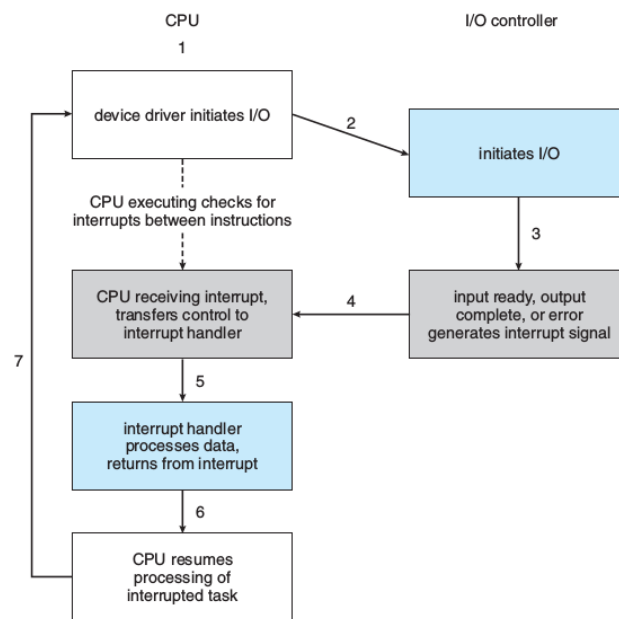 CPU
I/O controller
1
device driver initiates I/O
2
initiates I/O
CPU executing checks for
interrupts between instructions
3
CPU receiving interrupt,
transfers control to
interrupt handler
4
input ready, output
complete, or error
generates interrupt signal
7
5
interrupt handler
processes data,
returns from interrupt
6
CPU resumes
processing of
interrupted task